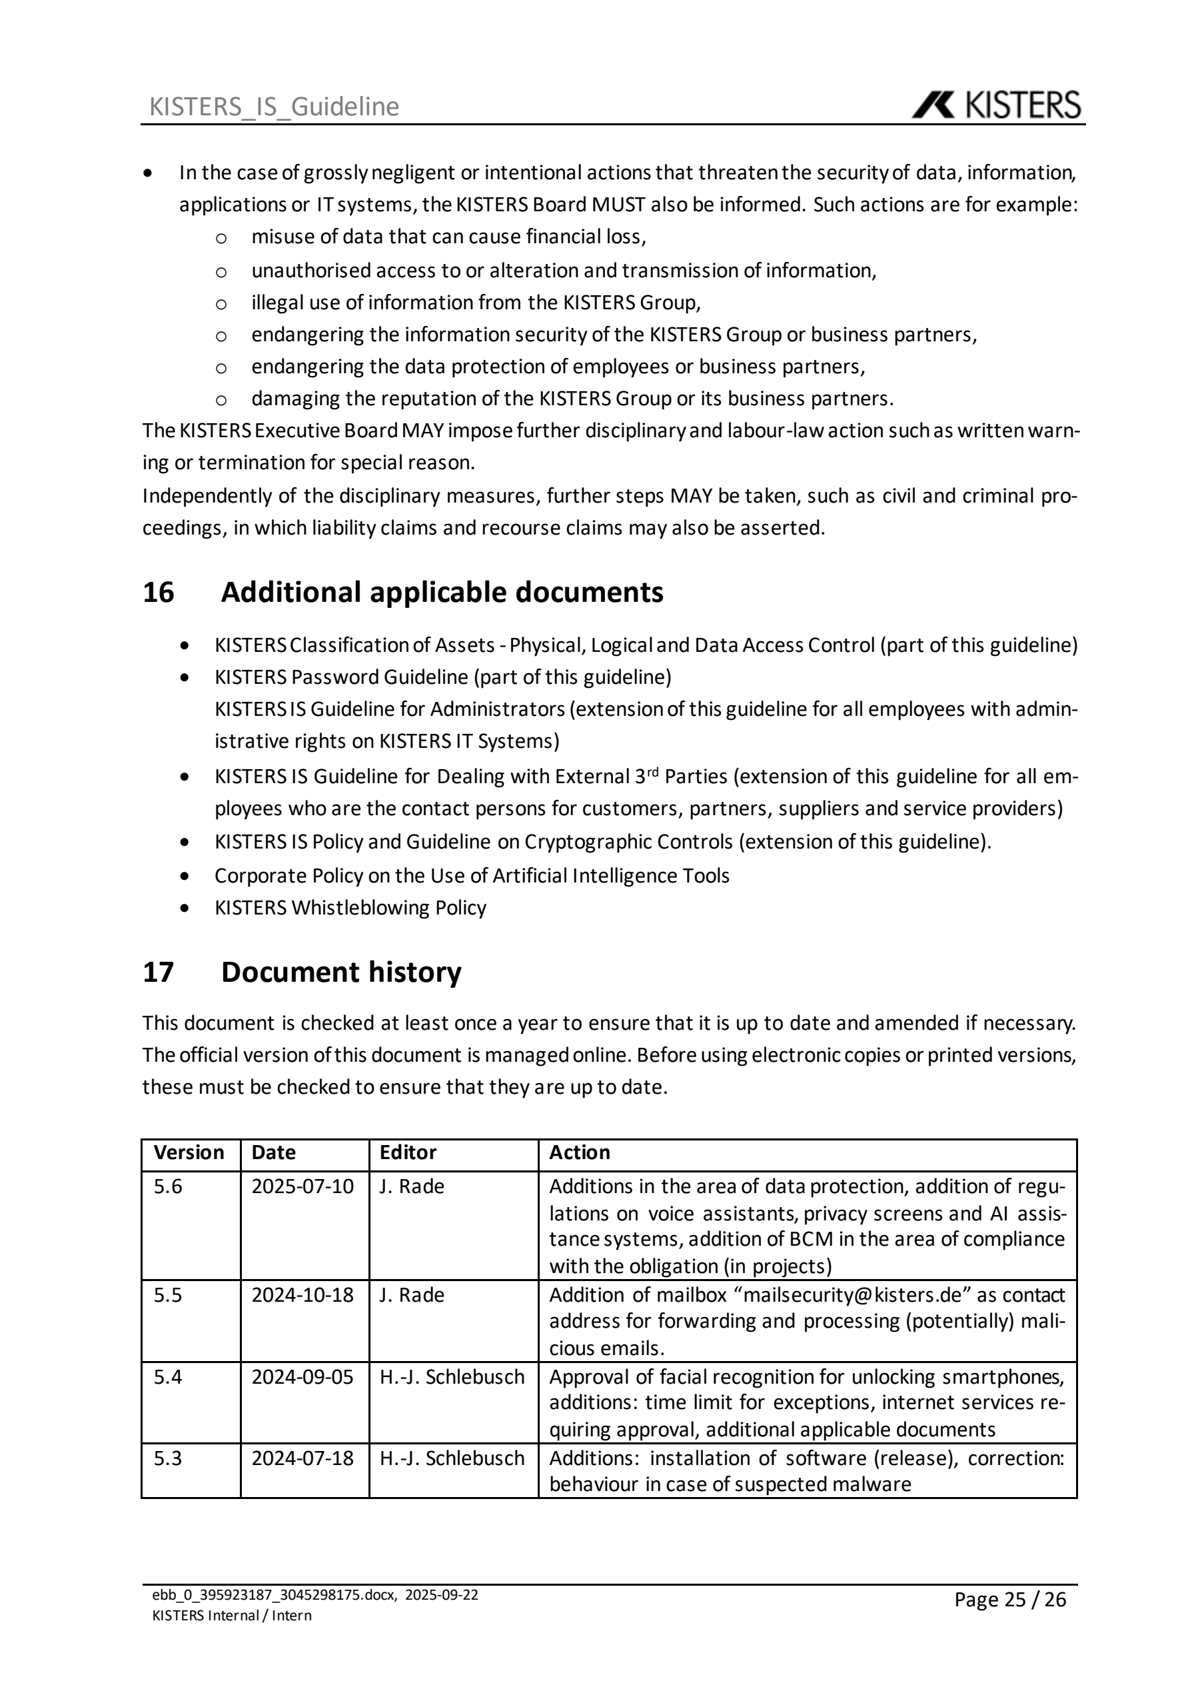 KISTERS_IS_Guideline
KISTERS
• In the case of grossly negligent or intentional actions that threaten the security of data, information,
applications or IT systems, the KISTERS Board MUST also be informed. Such actions are for example:
o misuse of data that can cause financial loss,
o unauthorised access to or alteration and transmission of information,
o illegal use of information from the KISTERS Group,
o endangering the information security of the KISTERS Group or business partners,
o endangering the data protection of employees or business partners,
o damaging the reputation of the KISTERS Group or its business partners.
The KISTERS Executive Board MAY impose further disciplinary and labour-law action such as written warn-
ing or termination for special reason.
Independently of the disciplinary measures, further steps MAY be taken, such as civil and criminal pro-
ceedings, in which liability claims and recourse claims may also be asserted.
16 Additional applicable documents
• KISTERS Classification of Assets - Physical, Logical and Data Access Control (part of this guideline)
• KISTERS Password Guideline (part of this guideline)
KISTERS IS Guideline for Administrators (extension of this guideline for all employees with admin-
istrative rights on KISTERS IT Systems)
• KISTERS IS Guideline for Dealing with External 3rd Parties (extension of this guideline for all em-
ployees who are the contact persons for customers, partners, suppliers and service providers)
• KISTERS IS Policy and Guideline on Cryptographic Controls (extension of this guideline).
• Corporate Policy on the Use of Artificial Intelligence Tools
• KISTERS Whistleblowing Policy
17 Document history
This document is checked at least once a year to ensure that it is up to date and amended if necessary.
The official version of this document is managed online. Before using electronic copies or printed versions,
these must be checked to ensure that they are up to date.
Version Date Editor Action
5.6 2025-07-10 J. Rade Additions in the area of data protection, addition of regu-
lations on voice assistants, privacy screens and AI assis-
tance systems, addition of BCM in the area of compliance
with the obligation (in projects)
5.5 2024-10-18 J. Rade Addition of mailbox “mailsecurity@kisters.de” as contact
address for forwarding and processing (potentially) mali-
cious emails.
5.4 2024-09-05 H.-J. Schlebusch Approval of facial recognition for unlocking smartphones,
additions: time limit for exceptions, internet services re-
quiring approval, additional applicable documents
5.3 2024-07-18 H.-J. Schlebusch Additions: installation of software (release), correction:
behaviour in case of suspected malware
ebb_0_395923187_3045298175.docx, 2025-09-22
Page 25 / 26
KISTERS Internal / Intern